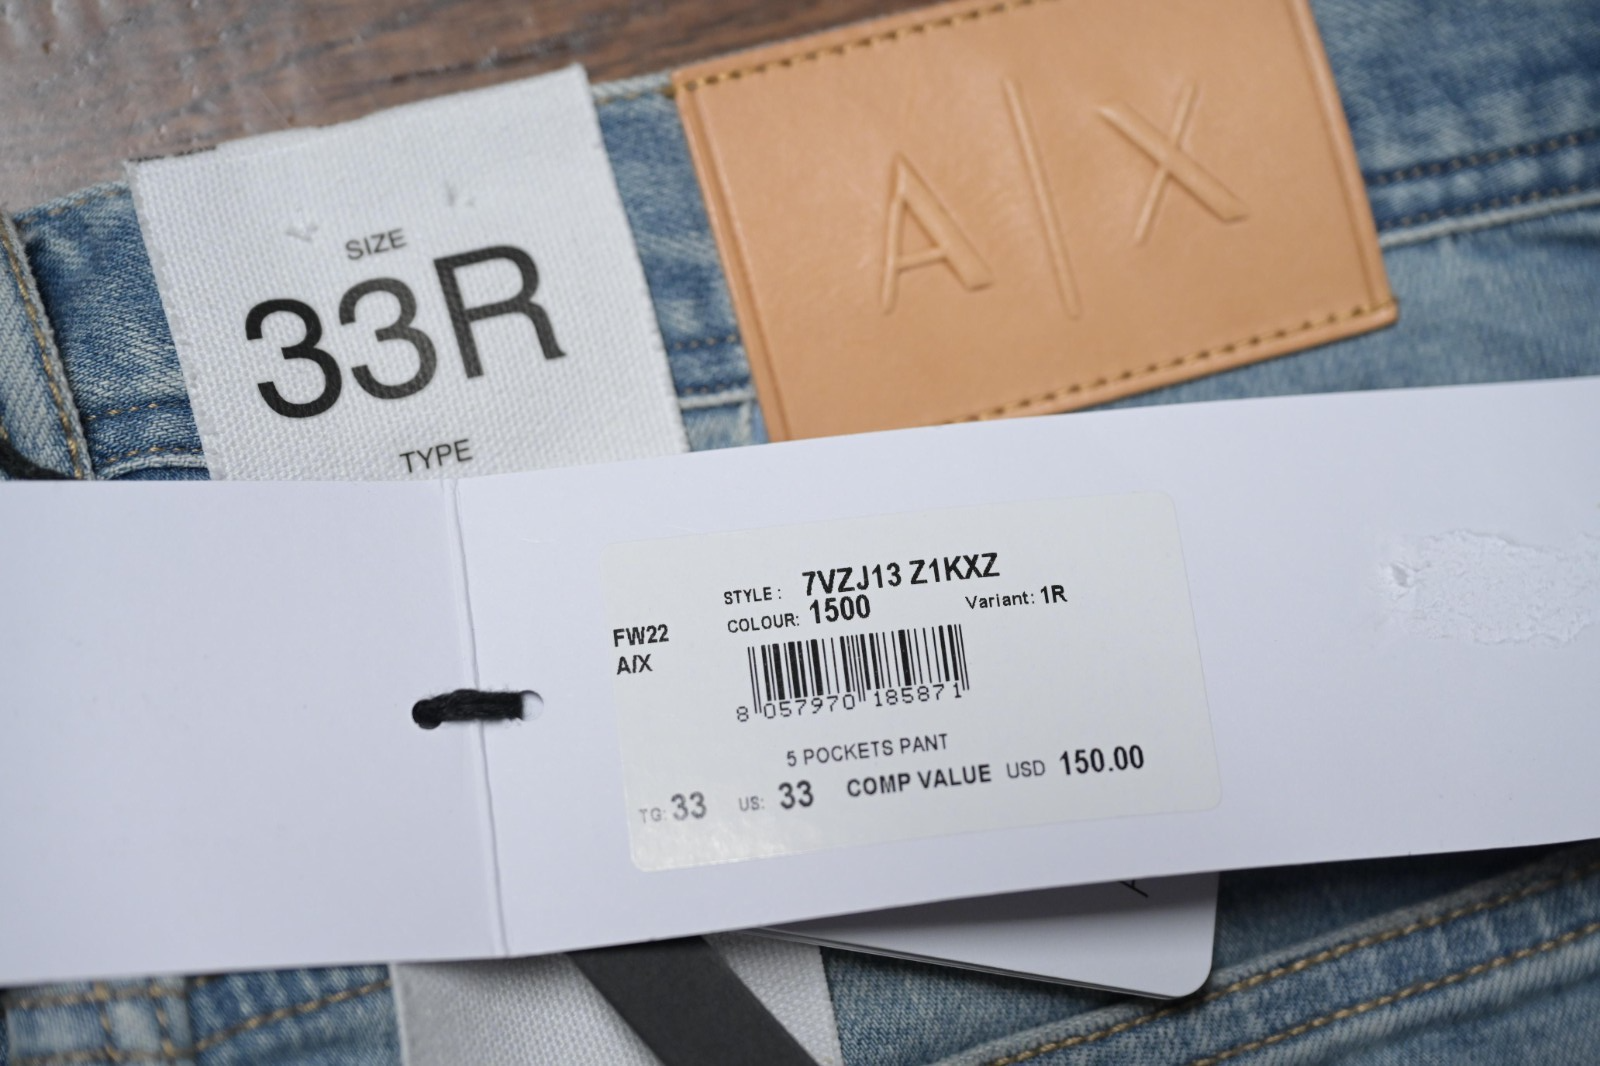 A|X
SIZE
33R
TYPE
STYLE: 7VZJ13 Z1KXZ
COLOUR: 1500 Variant: 1R
FW22
A/X
8 057970 185871
5 POCKETS PANT
TG: 33 US: 33 COMP VALUE USD 150.00